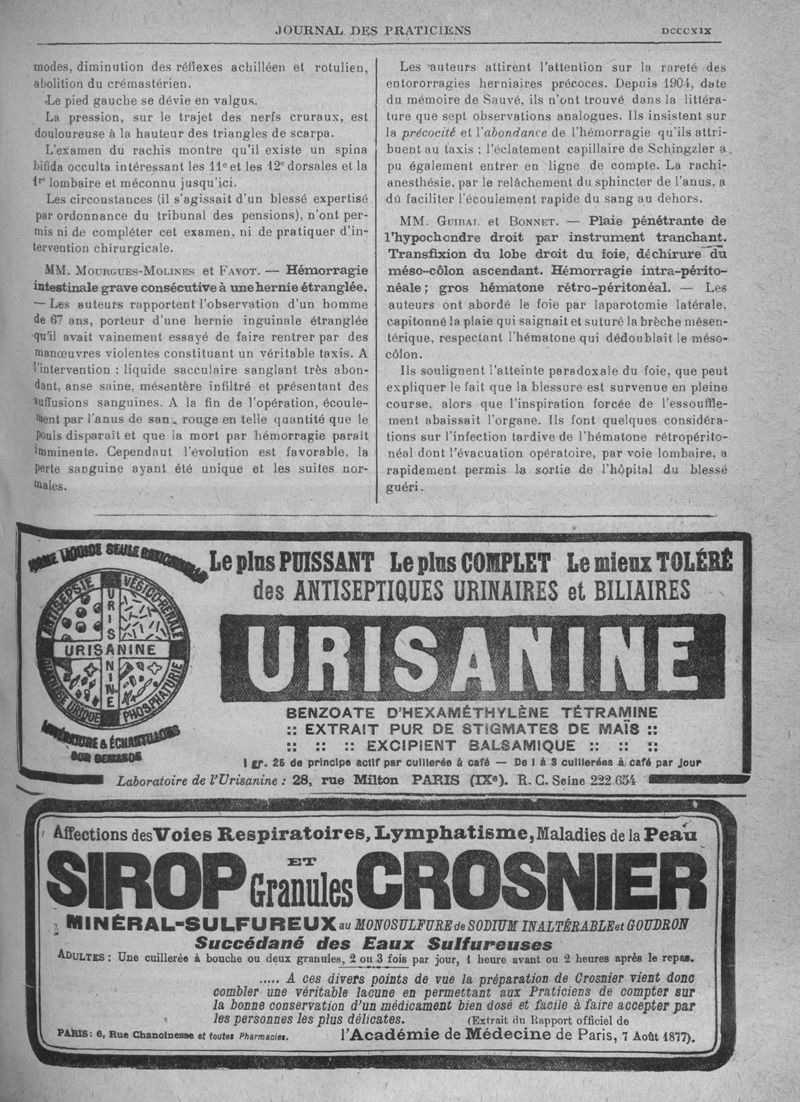 JOURNAL DES PRATICIENS
DCCCXIX
modes, diminution des réflexes achilléen et rotulien,
abolition du crémastérien.
Le pied gauche se dévie en valgus.
La pression, sur le trajet des nerfs cruraux, est
douloureuse à la hauteur des triangles de scarpa.
L'examen du rachis montre qu'il existe un spina
bifida occulta intéressant les 11e et les 12e dorsales et la
1re lombaire et méconnu jusqu'ici.
Les circonstances (il s'agissait d'un blessé expertisé
par ordonnance du tribunal des pensions), n'ont per-
mis ni de compléter cet examen, ni de pratiquer d'in-
tervention chirurgicale.
MM. MOURGUES-MOLINES et FAYOT. — Hémorragie
intestinale grave consécutive à une hernie étranglée.
— Les auteurs rapportent l'observation d'un homme
de 67 ans, porteur d'une hernie inguinale étranglée
qu'il avait vainement essayé de faire rentrer par des
manœuvres violentes constituant un véritable taxis. A
l'intervention : liquide sacculaire sanglant très abon-
dant, anse saine, mésentère infiltré et présentant des
suffusions sanguines. A la fin de l'opération, écoule-
ment par l'anus de san. rouge en telle quantité que le
pouls disparaît et que la mort par hémorragie paraît
imminente. Cependant l'évolution est favorable, la
perte sanguine ayant été unique et les suites nor-
males.
Les auteurs attirent l'attention sur la rareté des
entororragies herniaires précoces. Depuis 1904, date
du mémoire de Sauvé, ils n'ont trouvé dans la littéra-
ture que sept observations analogues. Ils insistent sur
la précocité et l'abondance de l'hémorragie qu'ils attri-
buent au taxis ; l'éclatement capillaire de Schingzler a
pu également entrer en ligne de compte. La rachi-
anesthésie, par le relâchement du sphincter de l'anus, a
dû faciliter l'écoulement rapide du sang au dehors.
MM. GUIBAL et BONNET. — Plaie pénétrante de
l'hypochondre droit par instrument tranchant.
Transfixion du lobe droit du foie, déchirure du
méso-côlon ascendant. Hémorragie intra-périto-
néale ; gros hématone rétro-péritonéal. — Les
auteurs ont abordé le foie par laparotomie latérale,
capitonné la plaie qui saignait et suturé la brèche mésen-
térique, respectant l'hématone qui dédoublait le méso-
côlon.
Ils soulignent l'atteinte paradoxale du foie, que peut
expliquer le fait que la blessure est survenue en pleine
course, alors que l'inspiration forcée de l'essouffle-
ment abaissait l'organe. Ils font quelques considéra-
tions sur l'infection tardive de l'hématone rétropérito-
néal dont l'évacuation opératoire, par voie lombaire, a
rapidement permis la sortie de l'hôpital du blessé
guéri.
FORME LIQUIDE SEULE RATIONNELLE
ANTISEPSIE VÉSICO-RÉNALE
URISANINE
URISANINE
URIQUE PHOSPHATURIE
LITTÉRATURE & ÉCHANTILLONS
SUR DEMANDE
Le plus PUISSANT Le plus COMPLET Le mieux TOLÉRÉ
des ANTISEPTIQUES URINAIRES et BILIAIRES
URISANINE
BENZOATE D'HEXAMÉTHYLÈNE TÉTRAMINE
:: EXTRAIT PUR DE STIGMATES DE MAÏS ::
:: :: :: EXCIPIENT BALSAMIQUE :: :: ::
1 gr. 25 de principe actif par cuillerée à café — De 1 à 3 cuillerées à café par Jour
Laboratoire de l'Urisanine : 28, rue Milton PARIS (IXe). R. C. Seine 222.654
Affections des Voies Respiratoires, Lymphatisme, Maladies de la Peau
SIROP ET Granules CROSNIER
MINÉRAL-SULFUREUX au MONOSULFURE de SODIUM INALTÉRABLE et GOUDRON
Succédané des Eaux Sulfureuses
ADULTES : Une cuillerée à bouche ou deux granules, 2 ou 3 fois par jour, 1 heure avant ou 2 heures après le repas.
..... A ces divers points de vue la préparation de Crosnier vient donc
combler une véritable lacune en permettant aux Praticiens de compter sur
la bonne conservation d'un médicament bien dosé et facile à faire accepter par
les personnes les plus délicates. (Extrait du Rapport officiel de
PARIS : 6, Rue Chanoinesse et toutes Pharmacies. l'Académie de Médecine de Paris, 7 Août 1877).